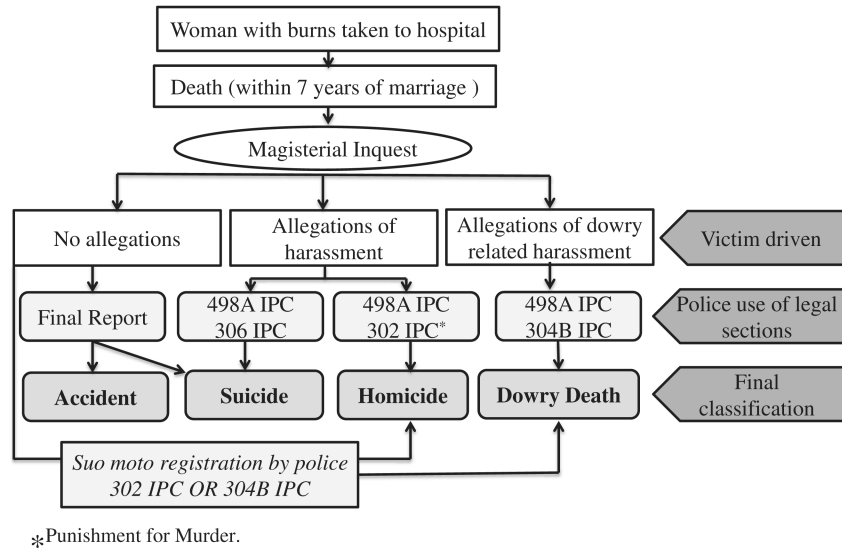 Woman with burns taken to hospital
Death (within 7 years of marriage )
Magisterial Inquest
No allegations
Allegations of
harassment
Allegations of dowry
related harassment
Victim driven
Final Report
498A IPC
306 IPC
498A IPC
302 IPC*
498A IPC
304B IPC
Police use of legal
sections
Accident
Suicide
Homicide
Dowry Death
Final
classification
Suo moto registration by police
302 IPC OR 304B IPC
*Punishment for Murder.